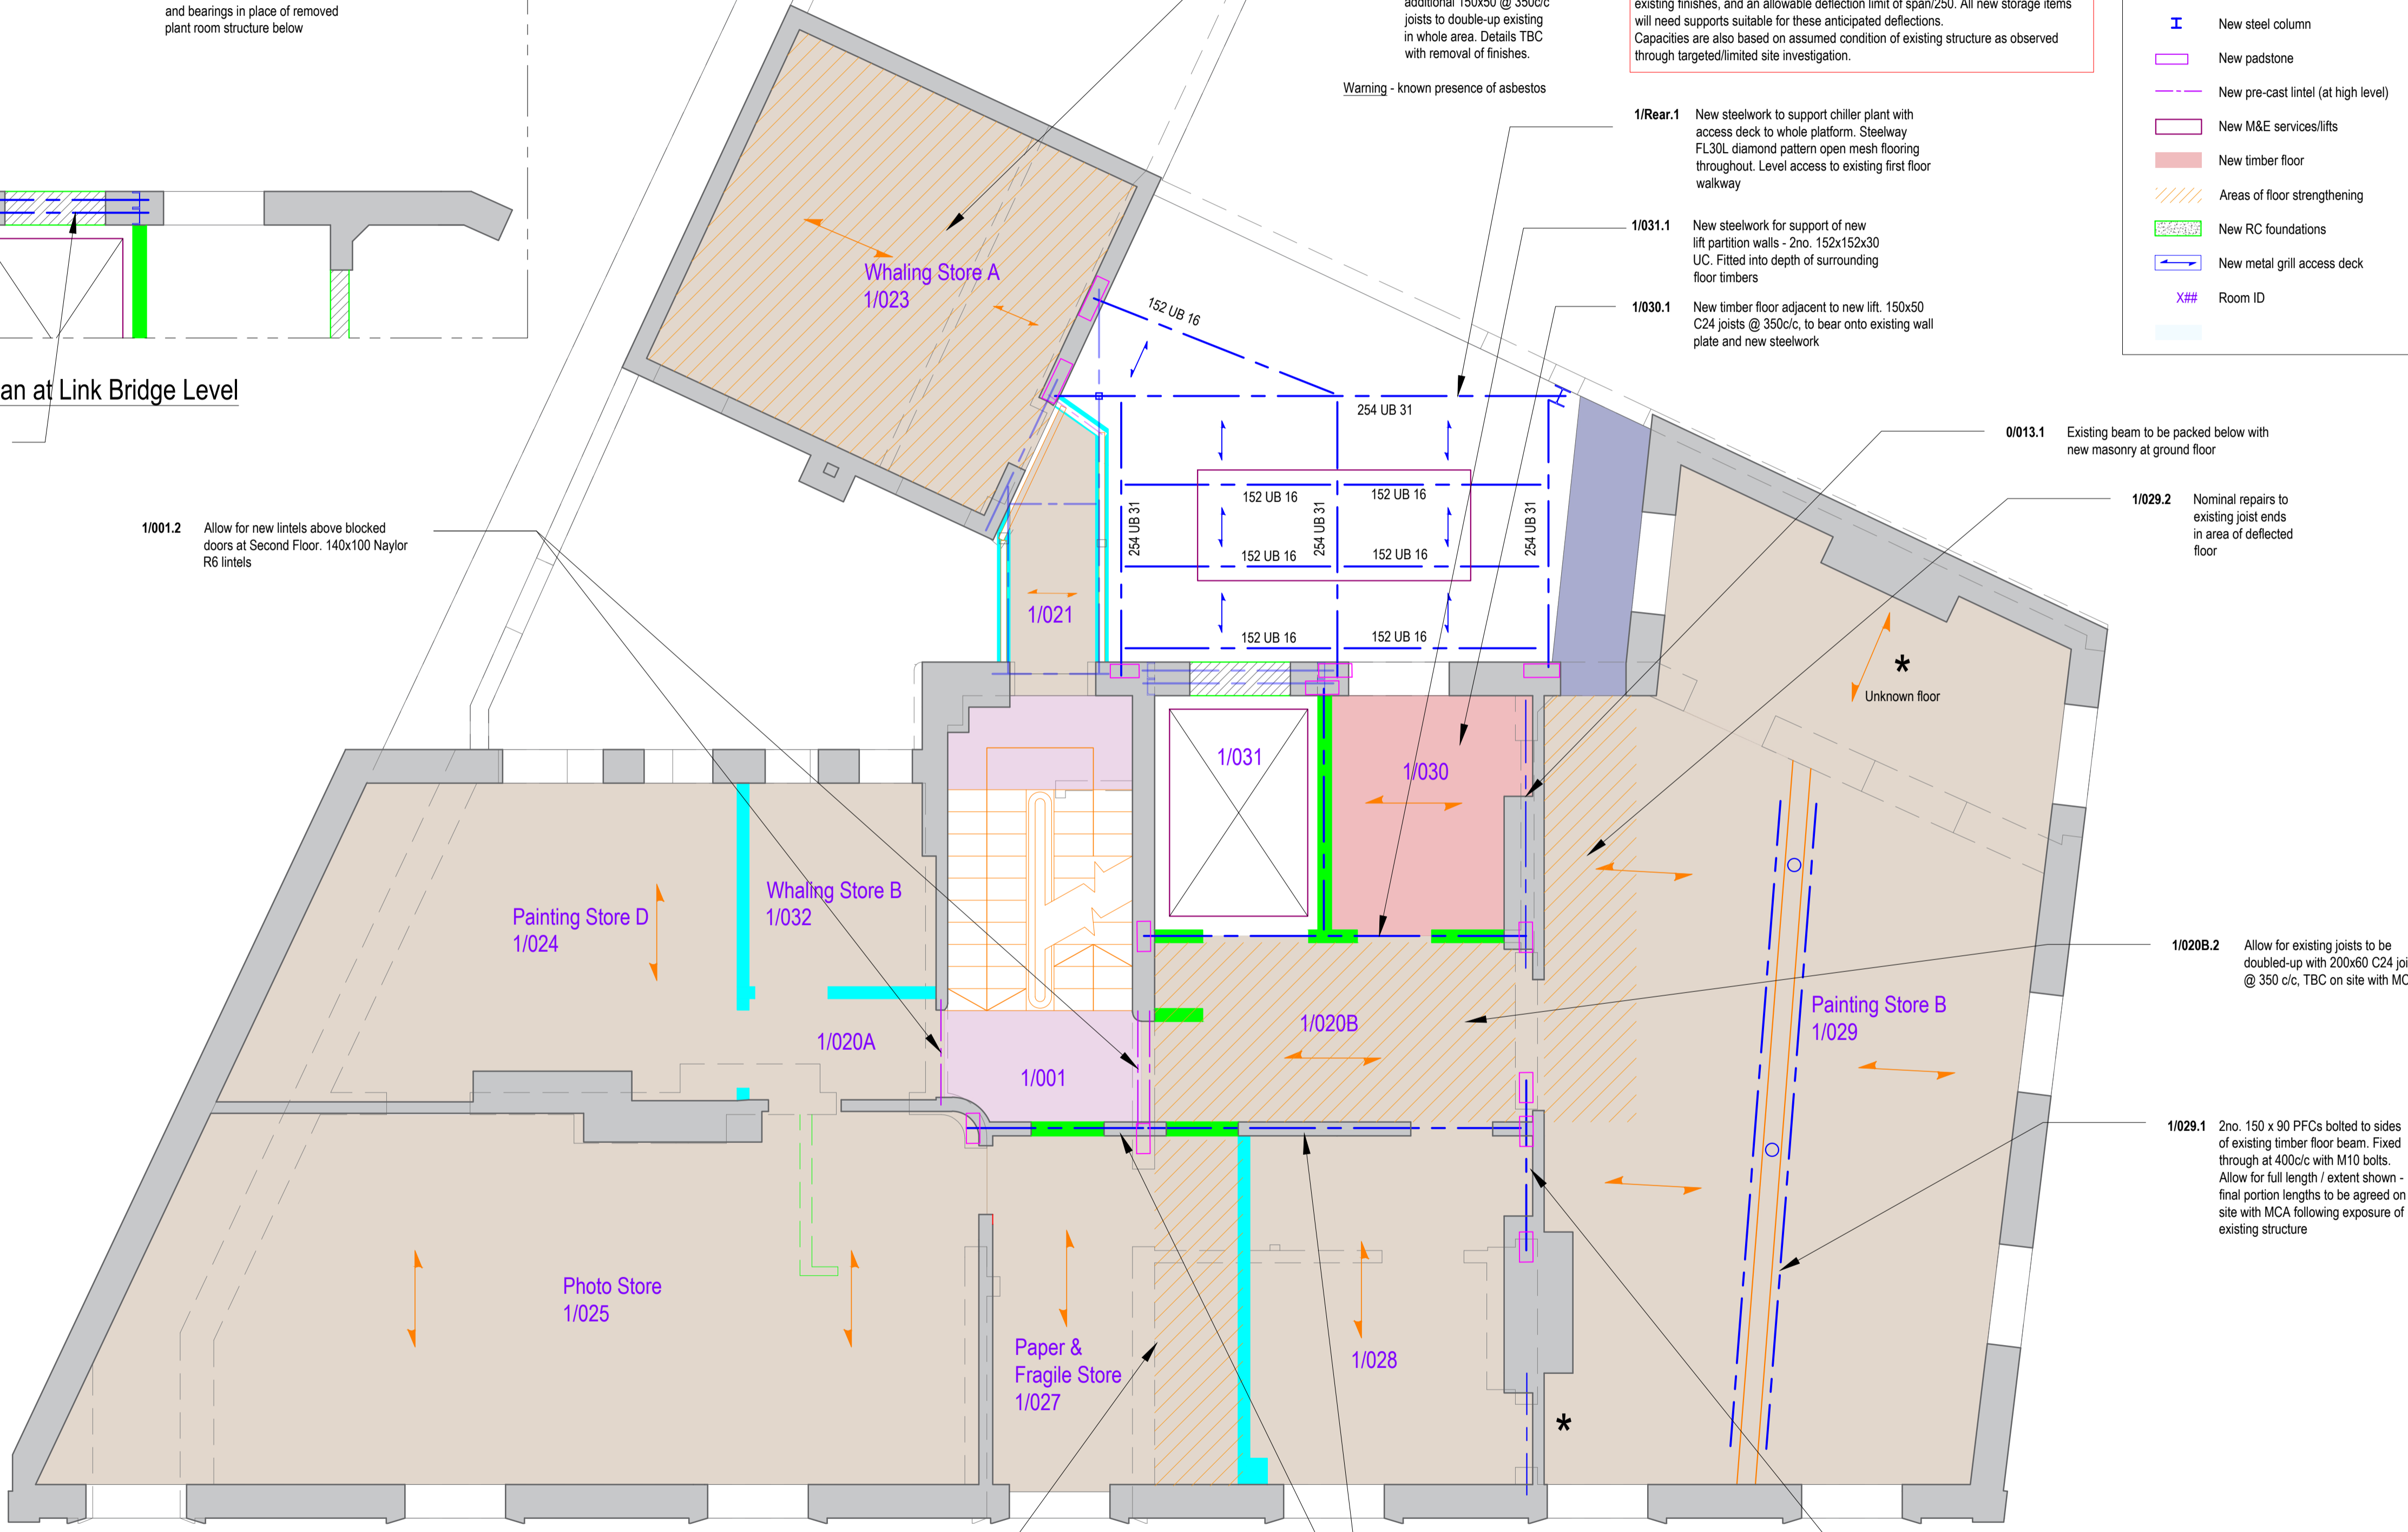 and bearings in place of removed
plant room structure below
additional 150x50 @ 350c/c
joists to double-up existing
in whole area. Details TBC
with removal of finishes.
Warning - known presence of asbestos
existing finishes, and an allowable deflection limit of span/250. All new storage items
will need supports suitable for these anticipated deflections.
Capacities are also based on assumed condition of existing structure as observed
through targeted/limited site investigation.
New steel column
New padstone
New pre-cast lintel (at high level)
New M&E services/lifts
New timber floor
Areas of floor strengthening
New RC foundations
New metal grill access deck
X## Room ID
1/Rear.1 New steelwork to support chiller plant with
access deck to whole platform. Steelway
FL30L diamond pattern open mesh flooring
throughout. Level access to existing first floor
walkway
1/031.1 New steelwork for support of new
lift partition walls - 2no. 152x152x30
UC. Fitted into depth of surrounding
floor timbers
1/030.1 New timber floor adjacent to new lift. 150x50
C24 joists @ 350c/c, to bear onto existing wall
plate and new steelwork
an at Link Bridge Level
Whaling Store A
1/023
152 UB 16
254 UB 31
0/013.1 Existing beam to be packed below with
new masonry at ground floor
1/029.2 Nominal repairs to
existing joist ends
in area of deflected
floor
1/001.2 Allow for new lintels above blocked
doors at Second Floor. 140x100 Naylor
R6 lintels
152 UB 16
152 UB 16
254 UB 31
254 UB 31
254 UB 31
152 UB 16
152 UB 16
1/021
152 UB 16
152 UB 16
*
Unknown floor
1/031
1/030
Painting Store D
1/024
Whaling Store B
1/032
1/020A
1/001
1/020B
Painting Store B
1/029
1/020B.2 Allow for existing joists to be
doubled-up with 200x60 C24 joi
@ 350 c/c, TBC on site with MC
1/029.1 2no. 150 x 90 PFCs bolted to sides
of existing timber floor beam. Fixed
through at 400c/c with M10 bolts.
Allow for full length / extent shown -
final portion lengths to be agreed on
site with MCA following exposure of
existing structure
Photo Store
1/025
Paper &
Fragile Store
1/027
1/028
*